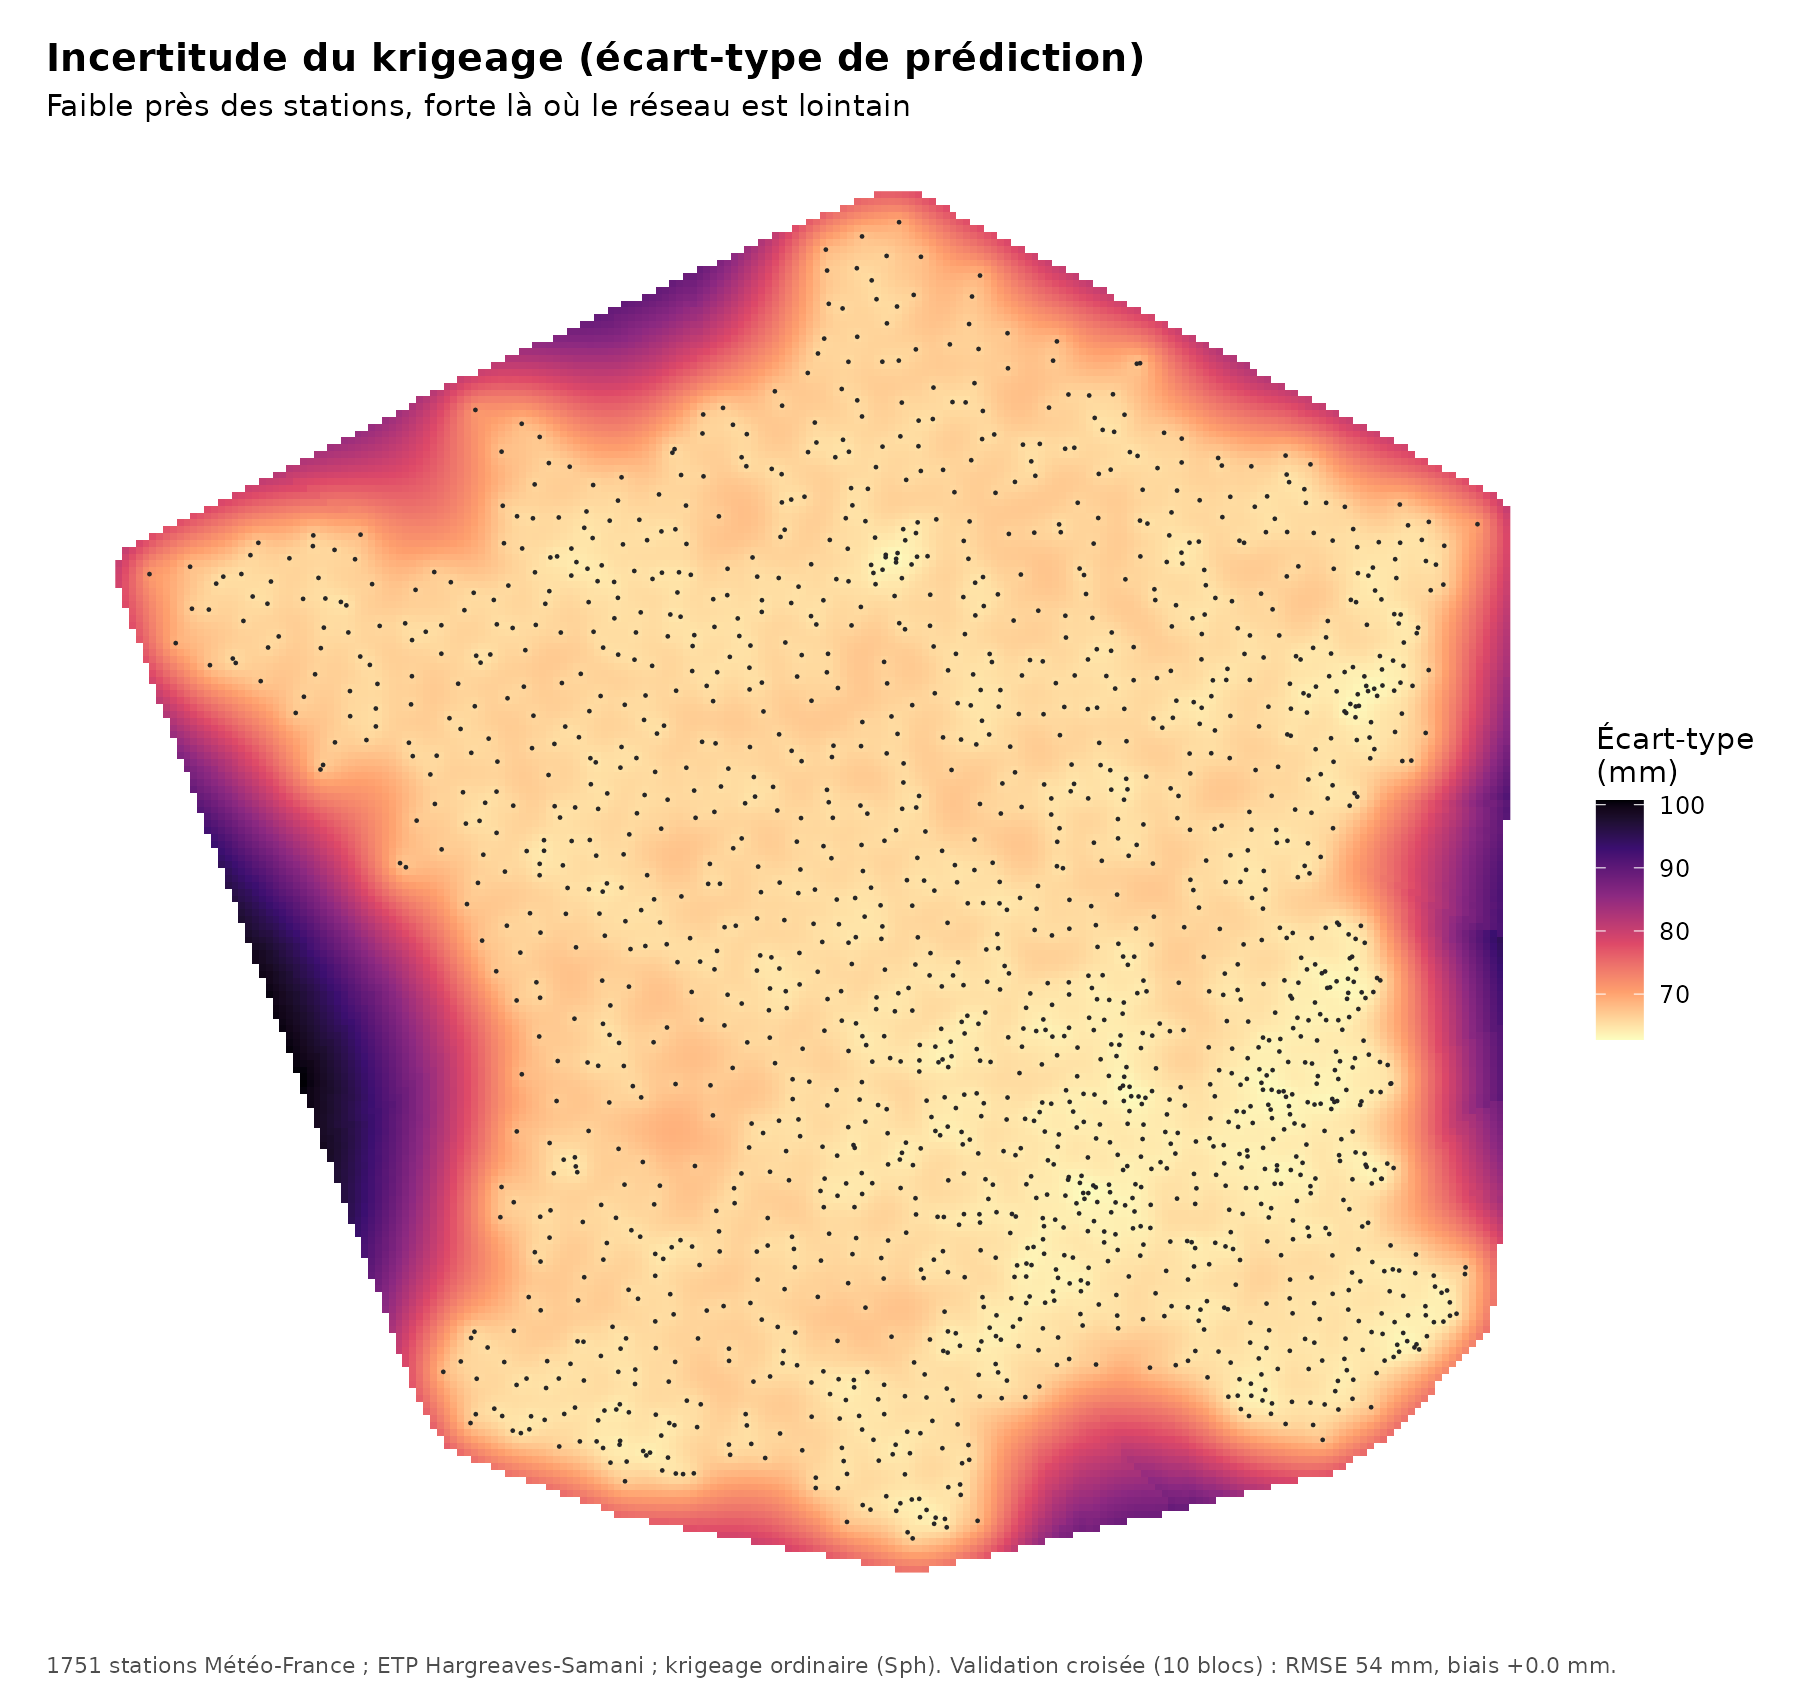 Incertitude du krigeage (écart-type de prédiction)
Faible près des stations, forte là où le réseau est lointain
Écart-type
(mm)
100
90
80
70
1751 stations Météo-France ; ETP Hargreaves-Samani ; krigeage ordinaire (Sph). Validation croisée (10 blocs) : RMSE 54 mm, biais +0.0 mm.